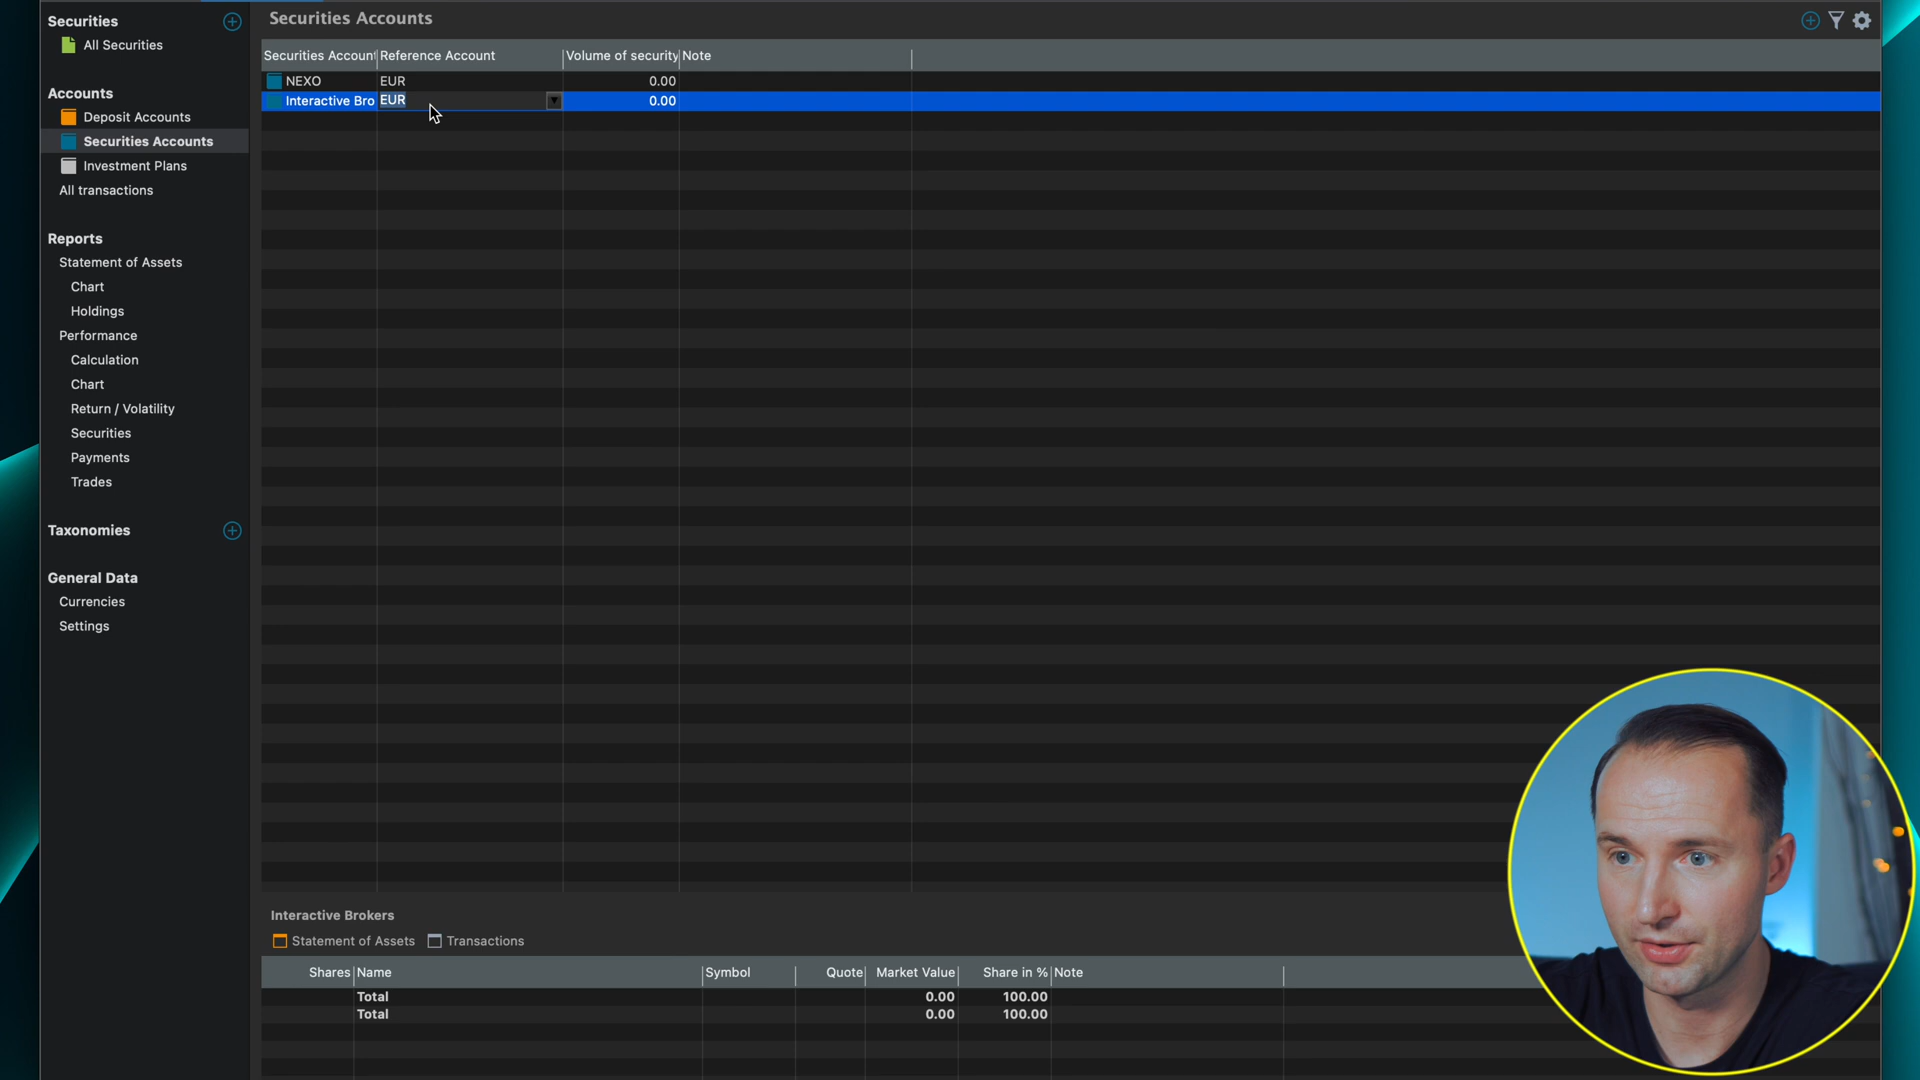 Securities
All Securities
Accounts
Deposit Accounts
Securities Accounts
Investment Plans
All transactions
Reports
Statement of Assets
Chart
Holdings
Performance
Calculation
Chart
Return / Volatility
Securities
Payments
Trades
Taxonomies
General Data
Currencies
Settings
Securities Accounts
Securities Accoun Reference Account Volume of security Note
NEXO EUR 0.00
Interactive Bro EUR 0.00
Interactive Brokers
Statement of Assets Transactions
Shares Name Symbol Quote Market Value Share in % Note
Total 0.00 100.00
Total 0.00 100.00